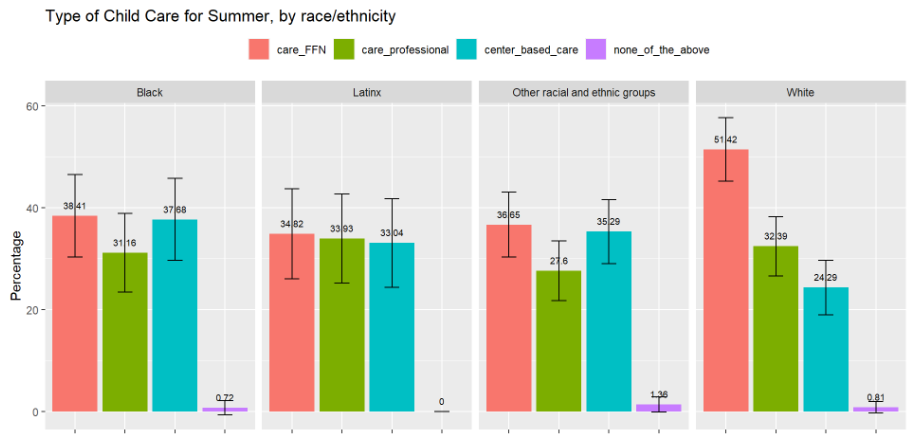 Type of Child Care for Summer, by race/ethnicity
care_FFN care_professional center_based_care none_of_the_above
Black Latinx Other racial and ethnic groups White
Percentage
60
40
20
0
38.41 31.16 37.68 0.72
34.82 33.93 33.04 0
36.65 27.6 35.29 1.36
51.42 32.39 24.29 0.81